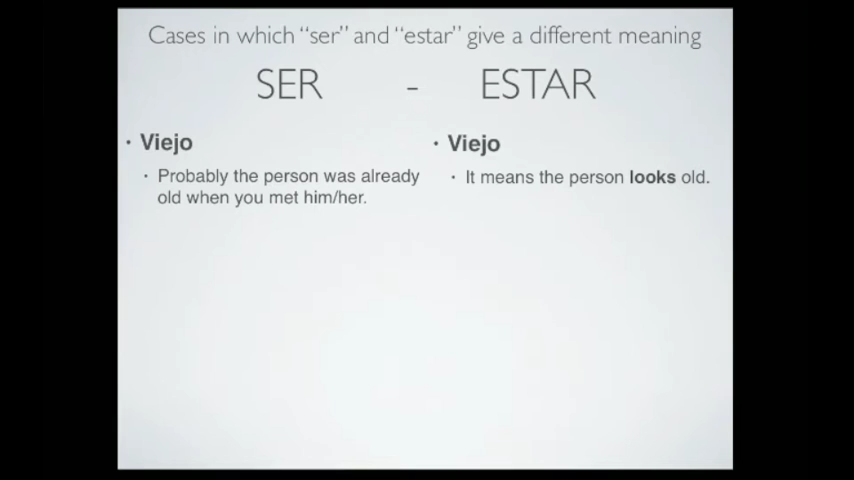 Cases in which “ser” and “estar” give a different meaning
SER - ESTAR
• Viejo
• Probably the person was already
old when you met him/her.
• Viejo
• It means the person looks old.